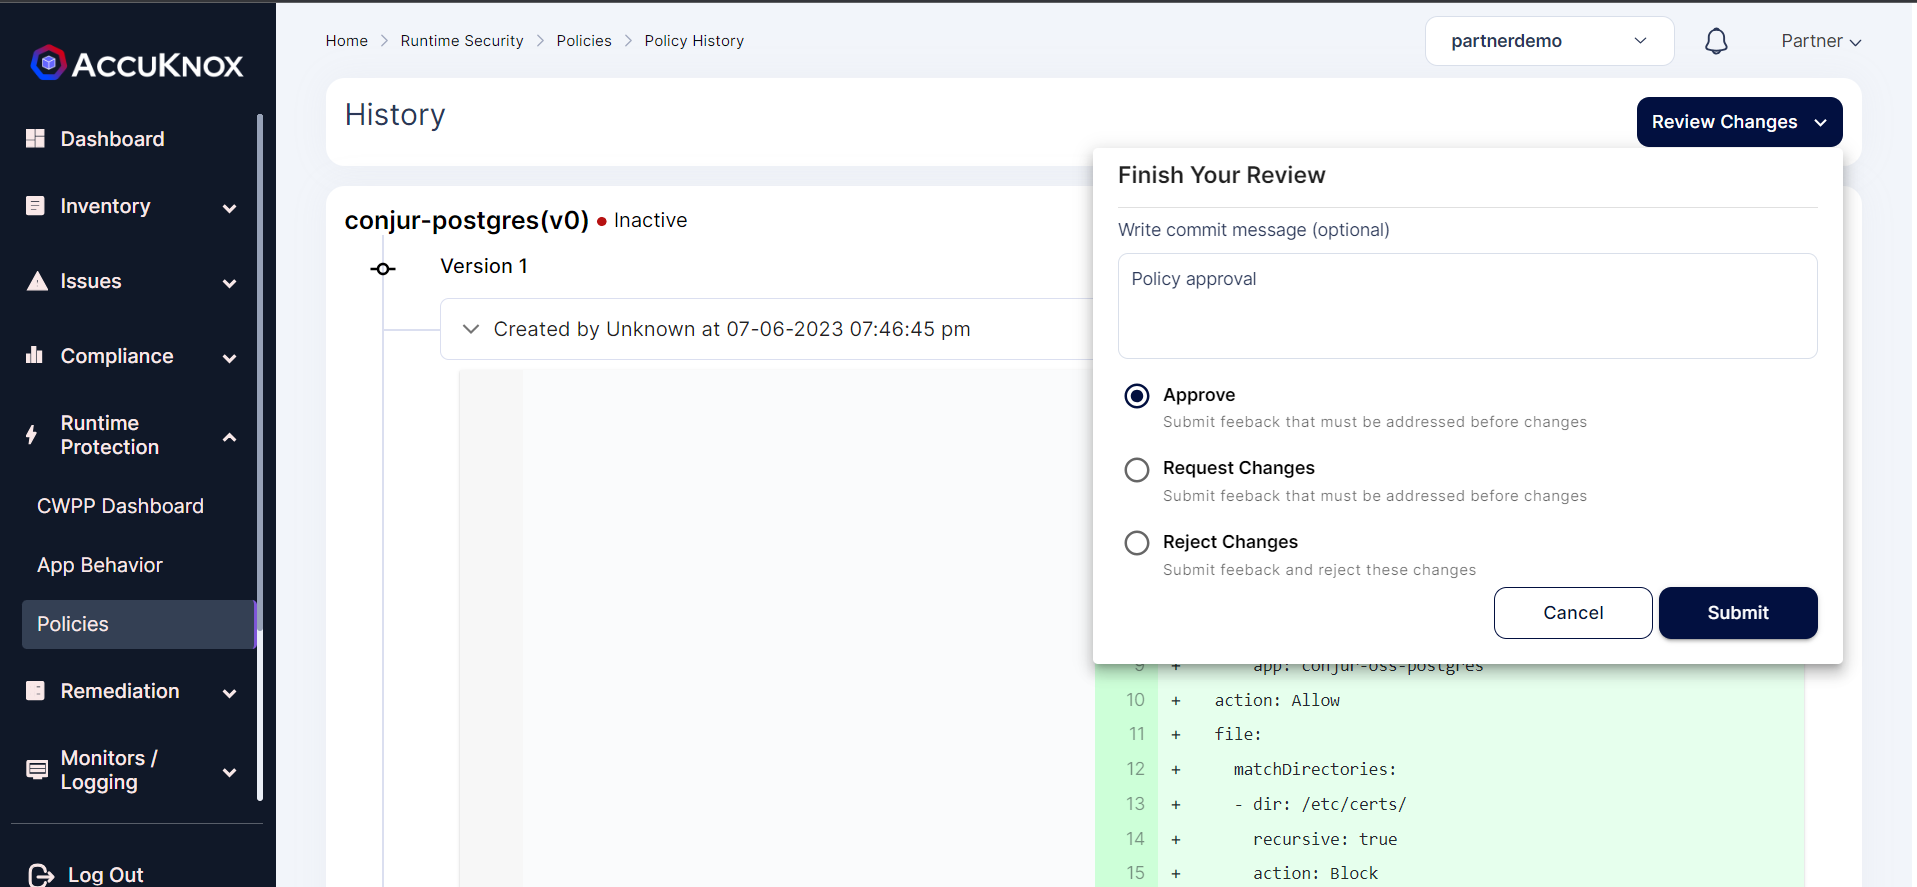 ACCUKNOX
Dashboard
Inventory
Issues
Compliance
Runtime
Protection
CWPP Dashboard
App Behavior
Policies
Remediation
Monitors /
Logging
Log Out
Home > Runtime Security > Policies > Policy History
partnerdemo
Partner
History
Review Changes
conjur-postgres(v0) Inactive
Version 1
Created by Unknown at 07-06-2023 07:46:45 pm
Finish Your Review
Write commit message (optional)
Policy approval
Approve
Submit feeback that must be addressed before changes
Request Changes
Submit feeback that must be addressed before changes
Reject Changes
Submit feeback and reject these changes
Cancel
Submit
9 + app: conjur-oss-postgres
10 + action: Allow
11 + file:
12 + matchDirectories:
13 + - dir: /etc/certs/
14 + recursive: true
15 + action: Block